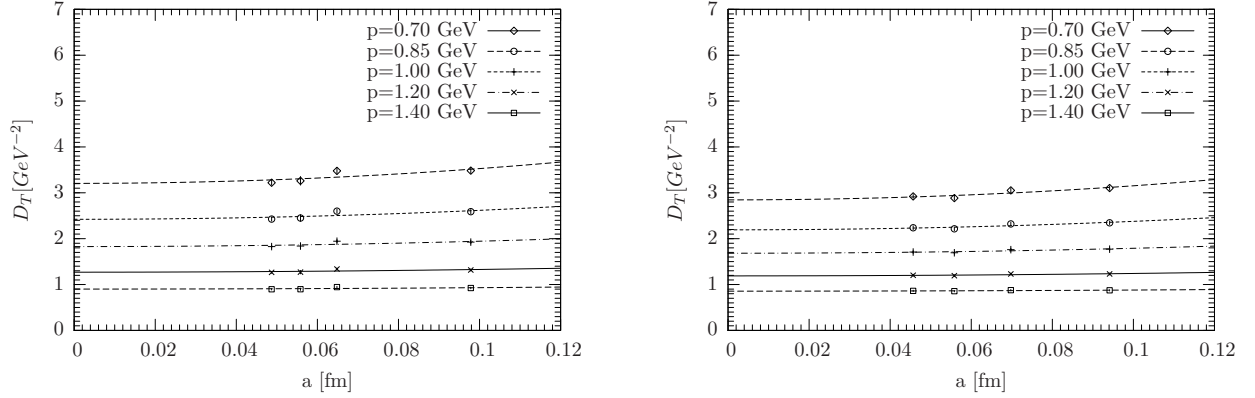 7
6
5
4
3
2
1
0
D_T[GeV^{-2}]
0 0.02 0.04 0.06 0.08 0.1 0.12
a [fm]
p=0.70 GeV
p=0.85 GeV
p=1.00 GeV
p=1.20 GeV
p=1.40 GeV
7
6
5
4
3
2
1
0
D_T[GeV^{-2}]
0 0.02 0.04 0.06 0.08 0.1 0.12
a [fm]
p=0.70 GeV
p=0.85 GeV
p=1.00 GeV
p=1.20 GeV
p=1.40 GeV